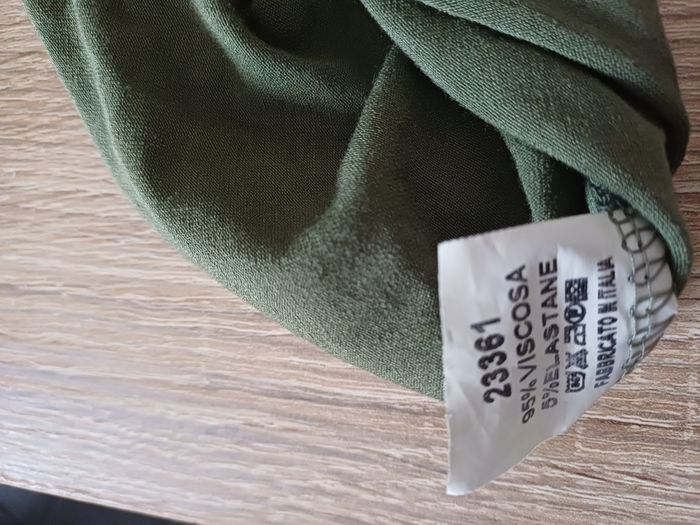 23361
95% VISCOSA
5% ELASTANE
FABBRICATO IN ITALIA